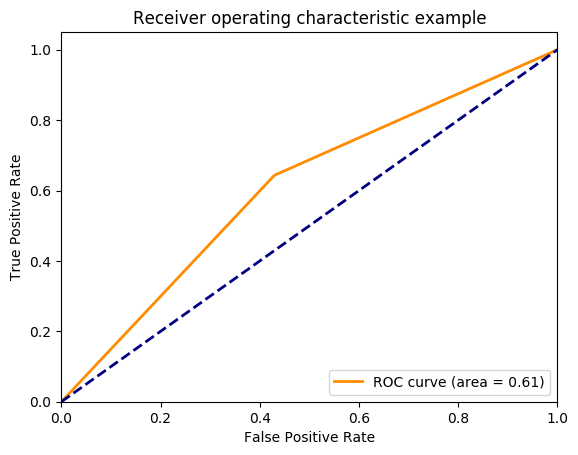 Receiver operating characteristic example
True Positive Rate
1.0
0.8
0.6
0.4
0.2
0.0
ROC curve (area = 0.61)
0.0 0.2 0.4 0.6 0.8 1.0
False Positive Rate